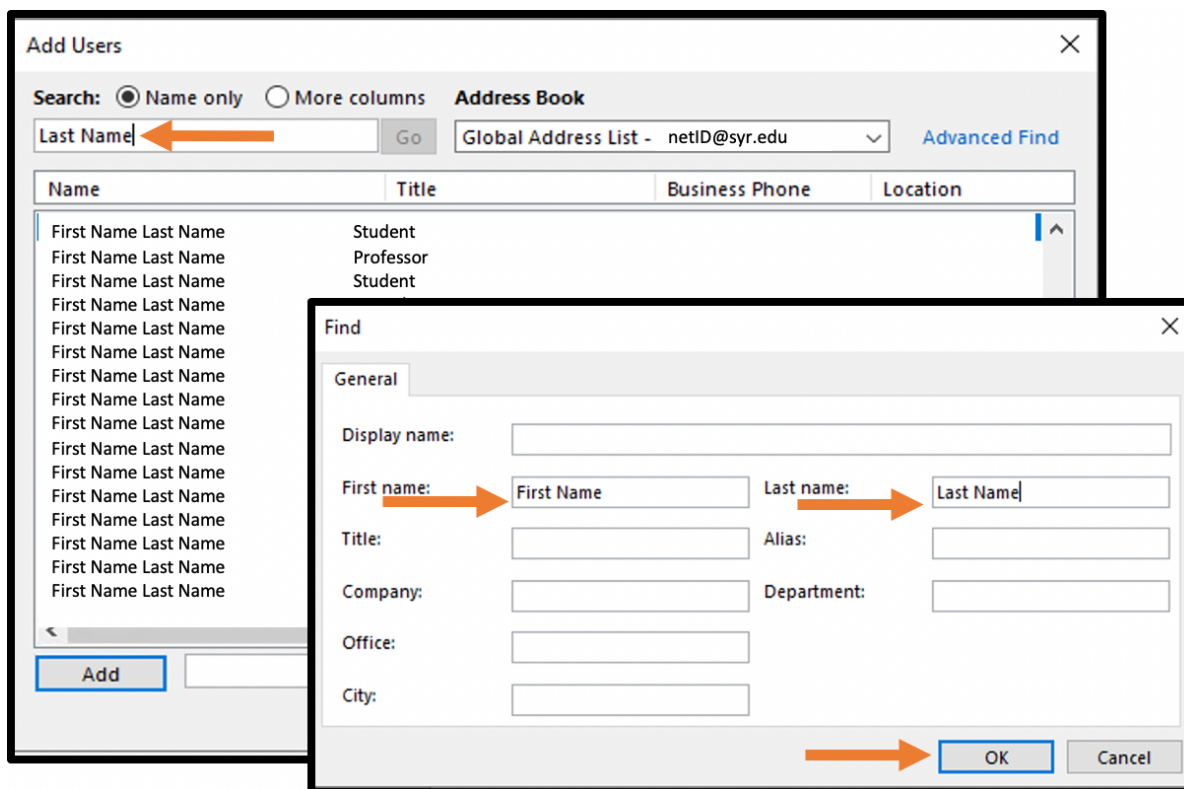 Add Users
Search: Name only More columns Address Book
Last Name Go Global Address List - netID@syr.edu Advanced Find
Name Title Business Phone Location
First Name Last Name Student
First Name Last Name Professor
First Name Last Name Student
First Name Last Name
First Name Last Name
First Name Last Name
First Name Last Name
First Name Last Name
First Name Last Name
First Name Last Name
First Name Last Name
First Name Last Name
First Name Last Name
First Name Last Name
First Name Last Name
First Name Last Name
Add
Find
General
Display name:
First name: First Name Last name: Last Name
Title: Alias:
Company: Department:
Office:
City:
OK Cancel